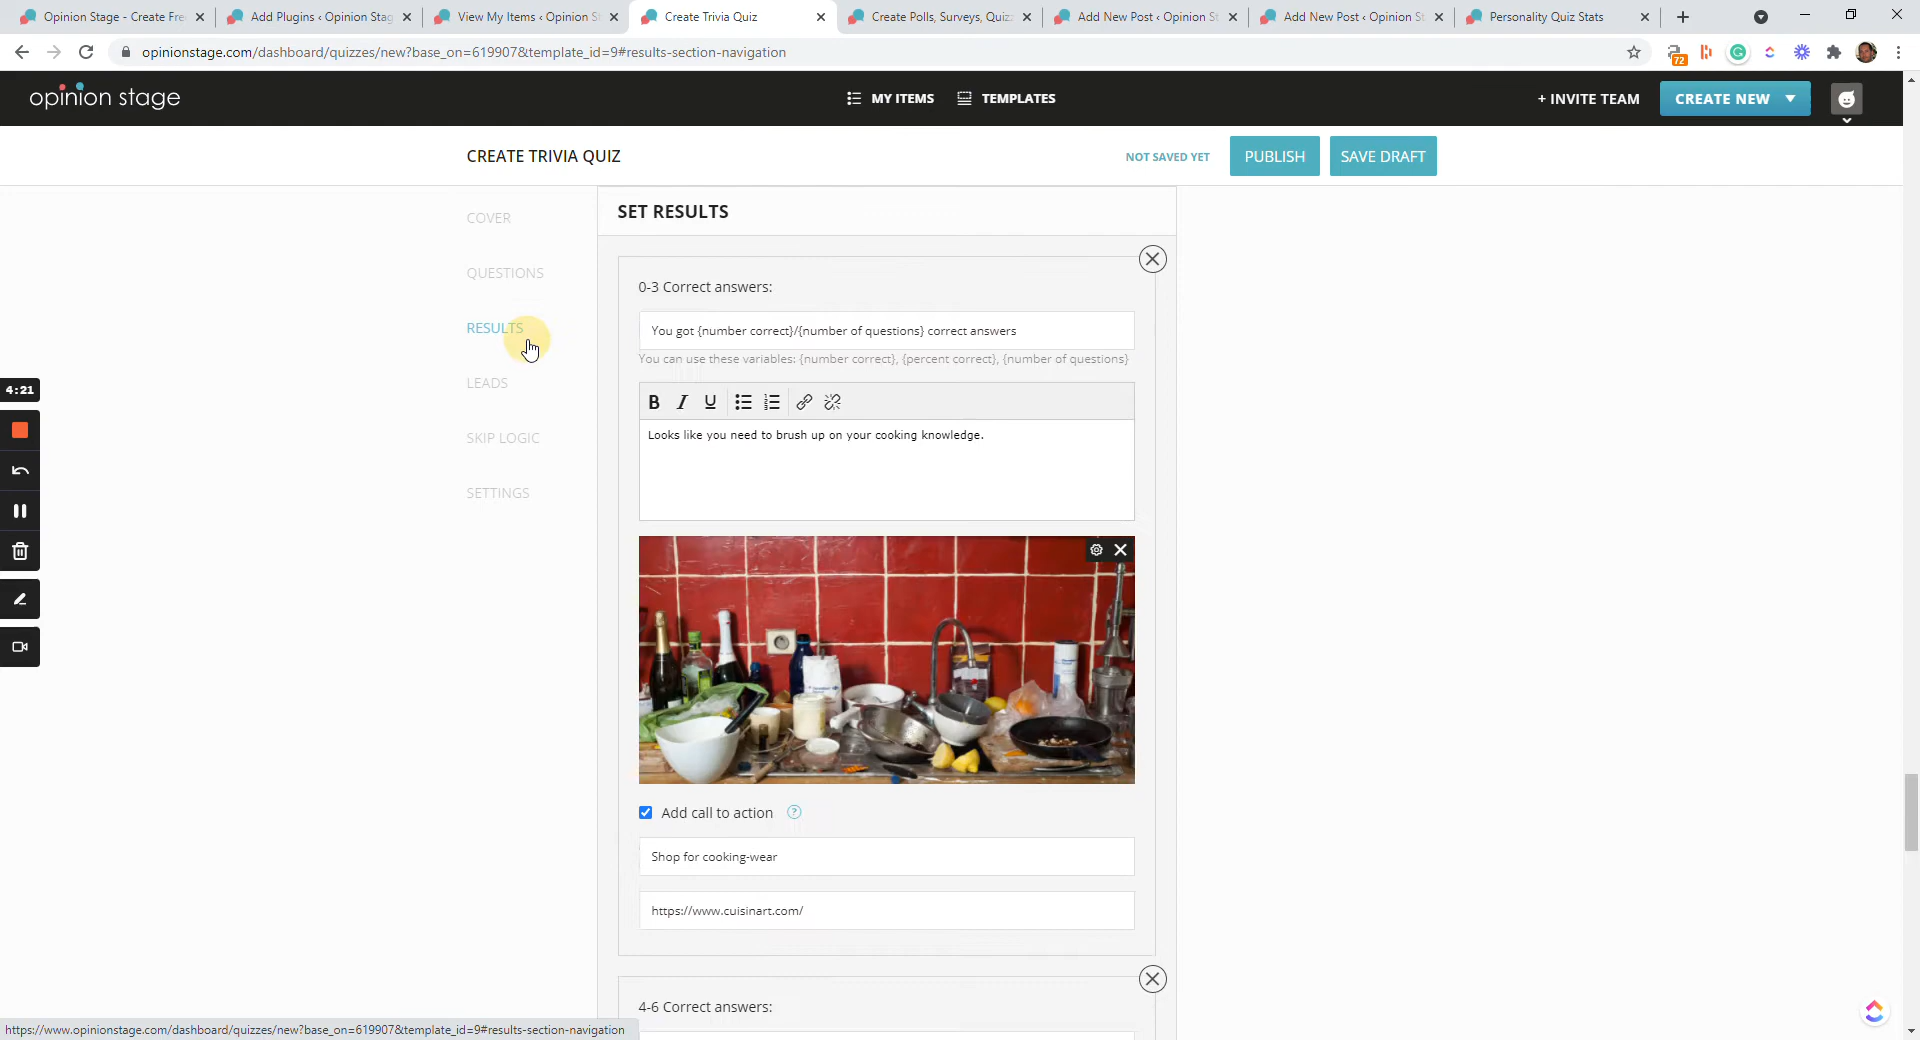 Opinion Stage - Create Fre
Add Plugins ‹ Opinion Stag
View My Items ‹ Opinion S
Create Trivia Quiz
Create Polls, Surveys, Quiz
Add New Post ‹ Opinion St
Add New Post ‹ Opinion St
Personality Quiz Stats
opinionstage.com/dashboard/quizzes/new?base_on=619907&template_id=9#results-section-navigation
72
opinion stage
MY ITEMS
TEMPLATES
+ INVITE TEAM
CREATE NEW
CREATE TRIVIA QUIZ
NOT SAVED YET
PUBLISH
SAVE DRAFT
COVER
QUESTIONS
RESULTS
LEADS
SKIP LOGIC
SETTINGS
4:21
SET RESULTS
0-3 Correct answers:
You got {number correct}/{number of questions} correct answers
You can use these variables: {number correct}, {percent correct}, {number of questions}
B I U
Looks like you need to brush up on your cooking knowledge.
Add call to action ?
Shop for cooking-wear
https://www.cuisinart.com/
4-6 Correct answers:
https://www.opinionstage.com/dashboard/quizzes/new?base_on=619907&template_id=9#results-section-navigation